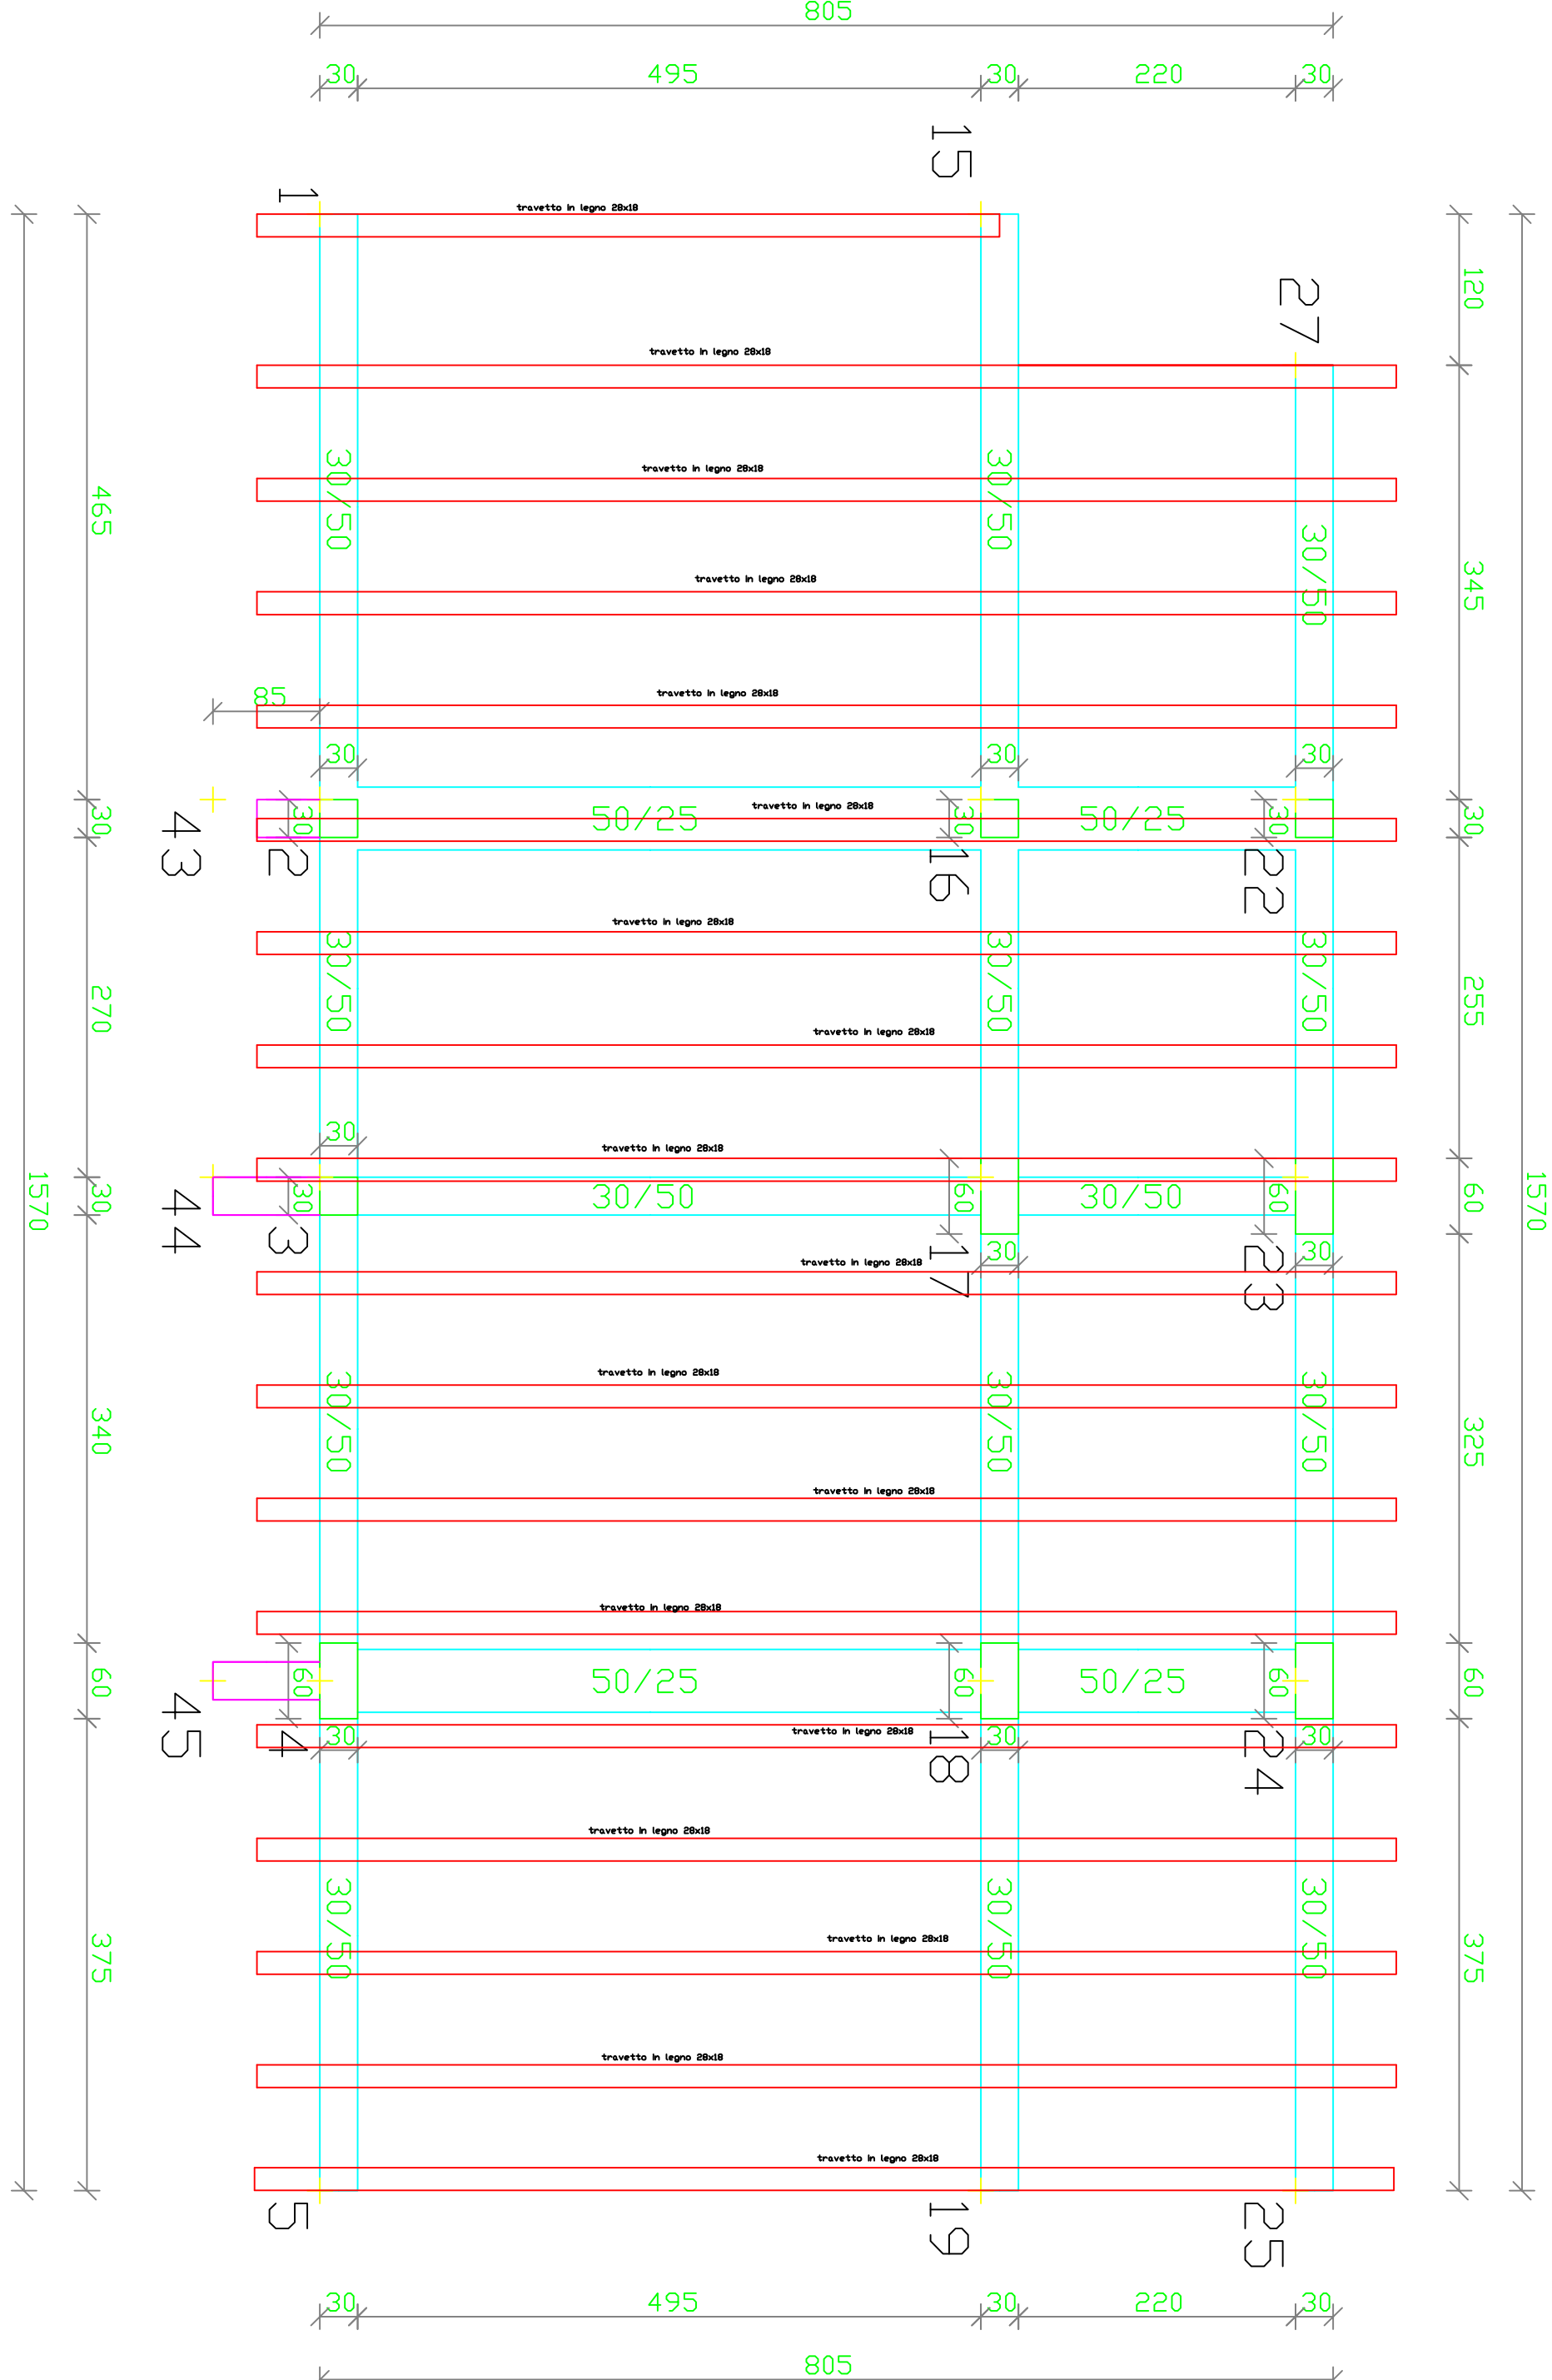 805
30 495 30 220 30
15
1
travetto in legno 28x18
120
27
travetto in legno 28x18
30/50 30/50
travetto in legno 28x18
465
30/50
345
travetto in legno 28x18
85
travetto in legno 28x18
30 30 30
30 30 50/25 travetto in legno 28x18 30 50/25 30 30
43 2 16 22
travetto in legno 28x18
30/50 30/50 30/50
270 255
travetto in legno 28x18
30
travetto in legno 28x18
1570 1570
30 30 30/50 60 30/50 60 60
44 3 17 23
30 30
travetto in legno 28x18
30/50 30/50 30/50
travetto in legno 28x18
340 325
travetto in legno 28x18
travetto in legno 28x18
60 60 50/25 60 50/25 60 60
45 4 18 24
30 30 30
travetto in legno 28x18
travetto in legno 28x18
30/50 30/50 30/50
375 375
travetto in legno 28x18
travetto in legno 28x18
travetto in legno 28x18
5 19 25
30 495 30 220 30
805